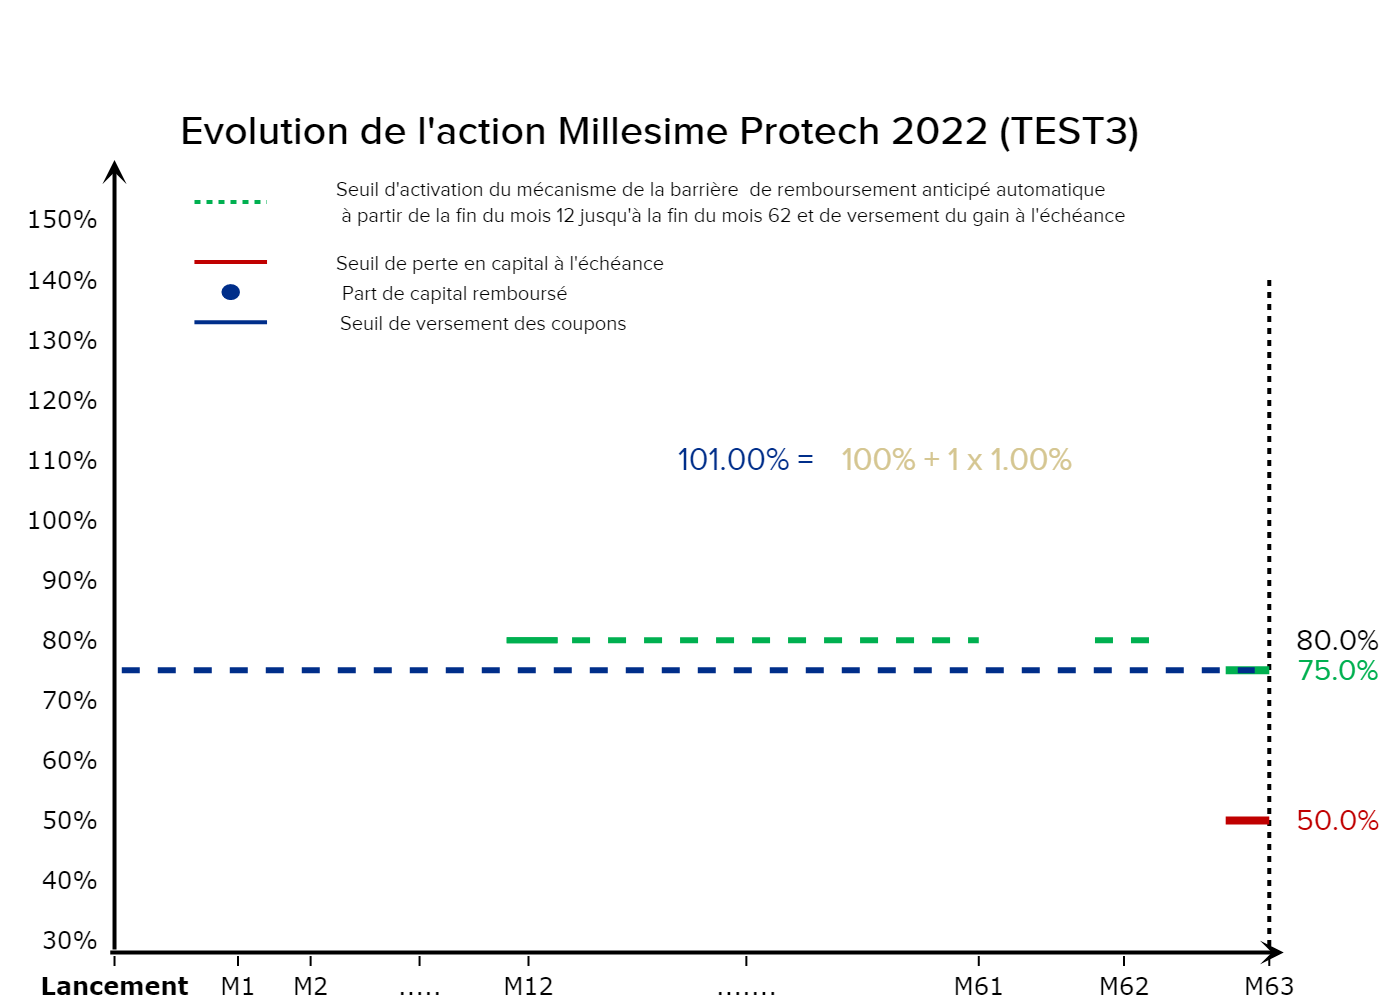 Evolution de l'action Millesime Protech 2022 (TEST3)
Seuil d'activation du mécanisme de la barrière  de remboursement anticipé automatique
à partir de la fin du mois 12 jusqu'à la fin du mois 62 et de versement du gain à l'échéance
Seuil de perte en capital à l'échéance
Part de capital remboursé
Seuil de versement des coupons
150%
140%
130%
120%
110%
101.00% = 100% + 1 x 1.00%
100%
90%
80%
80.0%
75.0%
70%
60%
50%
50.0%
40%
30%
Lancement M1 M2 ..... M12 ....... M61 M62 M63